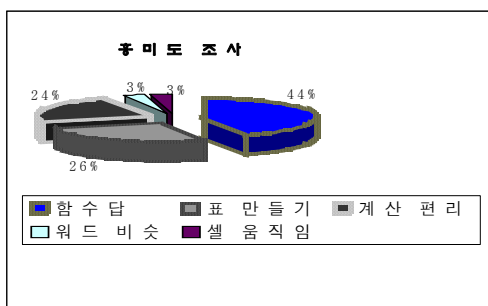 흥미도 조사
3% 3%
24% 44%
26%
함수답 표 만들기 계산 편리
워드 비슷 셀 움직임